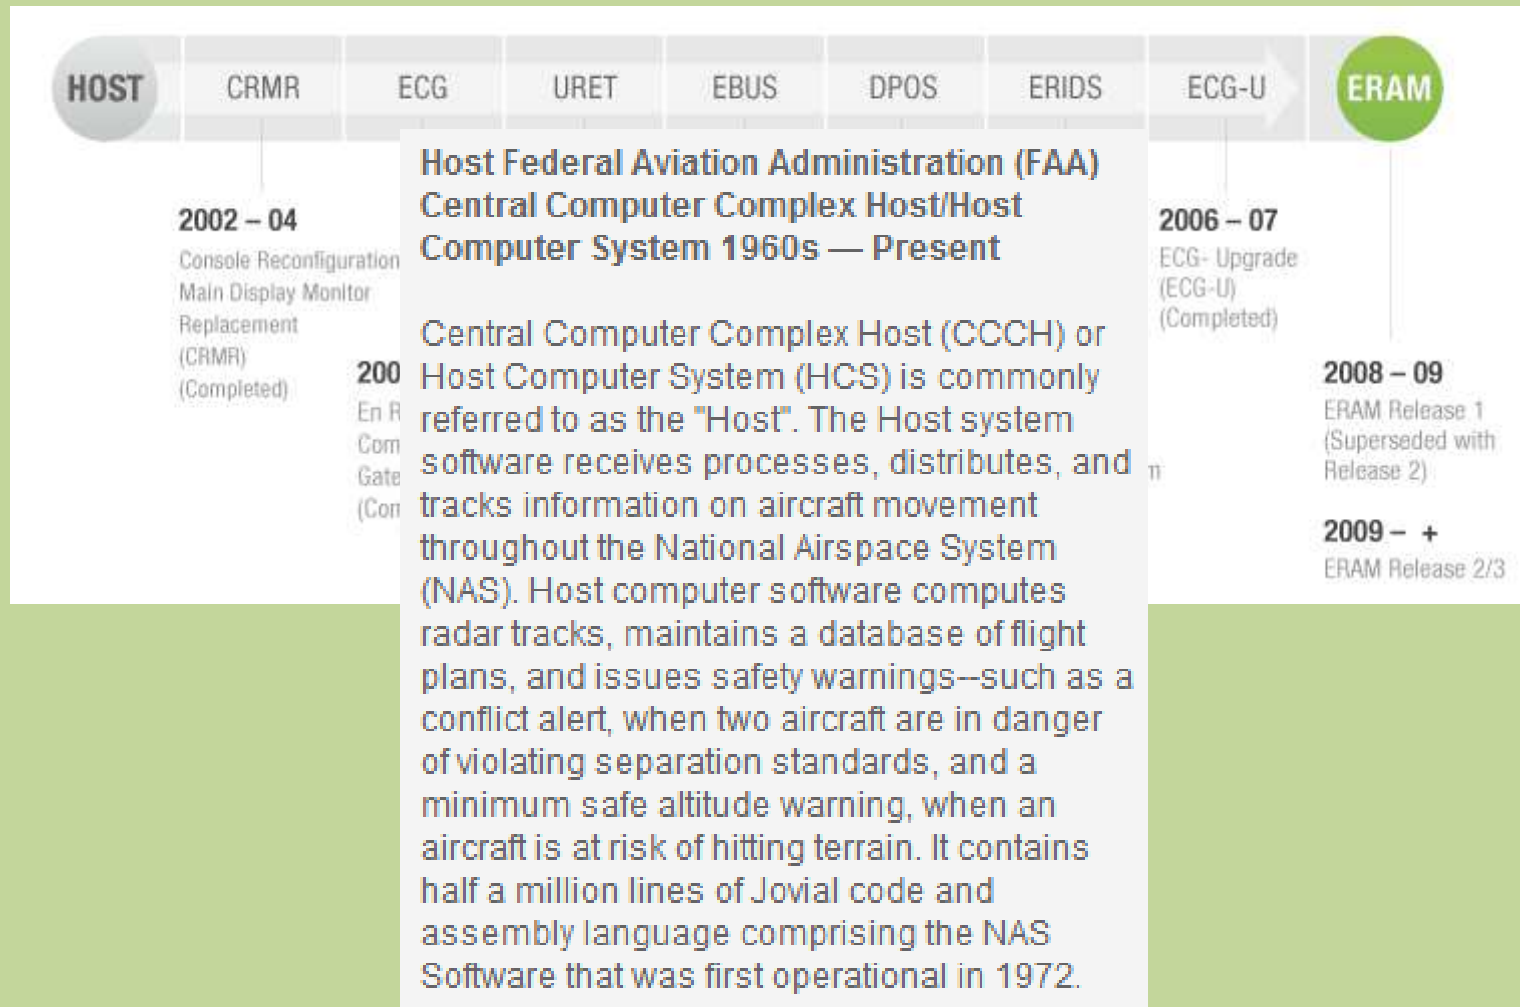 HOST CRMR ECG URET EBUS DPOS ERIDS ECG-U ERAM
2002 – 04
Console Reconfiguration
Main Display Monitor
Replacement
(CRMR)
(Completed)
200
En R
Com
Gate
(Com
Host Federal Aviation Administration (FAA)
Central Computer Complex Host/Host
Computer System 1960s — Present
Central Computer Complex Host (CCCH) or
Host Computer System (HCS) is commonly
referred to as the "Host". The Host system
software receives processes, distributes, and
tracks information on aircraft movement
throughout the National Airspace System
(NAS). Host computer software computes
radar tracks, maintains a database of flight
plans, and issues safety warnings--such as a
conflict alert, when two aircraft are in danger
of violating separation standards, and a
minimum safe altitude warning, when an
aircraft is at risk of hitting terrain. It contains
half a million lines of Jovial code and
assembly language comprising the NAS
Software that was first operational in 1972.
2006 – 07
ECG- Upgrade
(ECG-U)
(Completed)
2008 – 09
ERAM Release 1
(Superseded with
Release 2)
2009 – +
ERAM Release 2/3